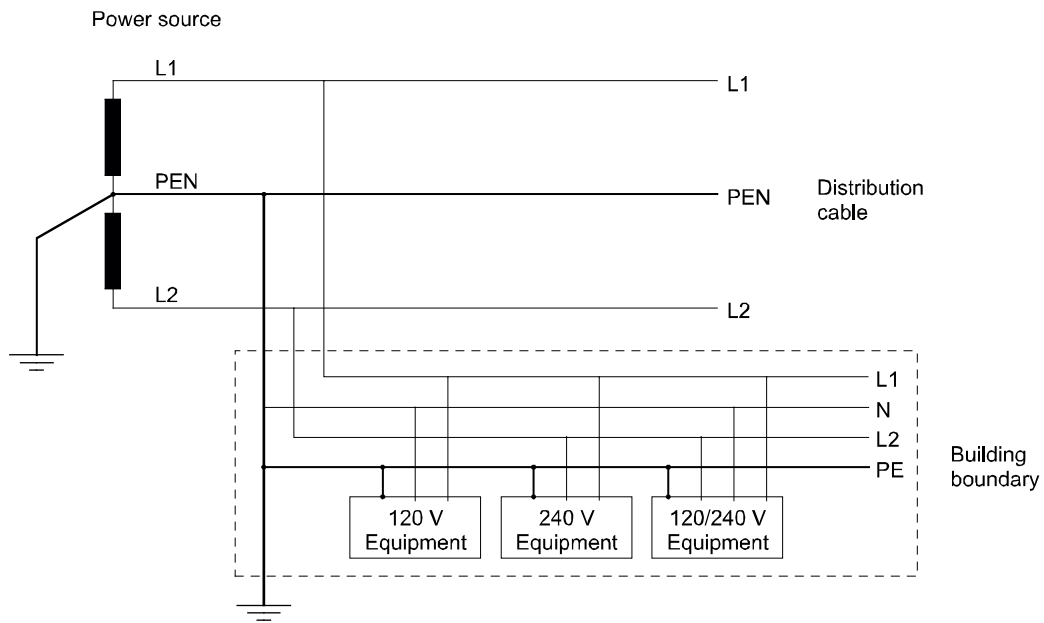 Power source
L1
L1
PEN
PEN
Distribution
cable
L2
L2
L1
N
L2
PE
Building
boundary
120 V
Equipment
240 V
Equipment
120/240 V
Equipment